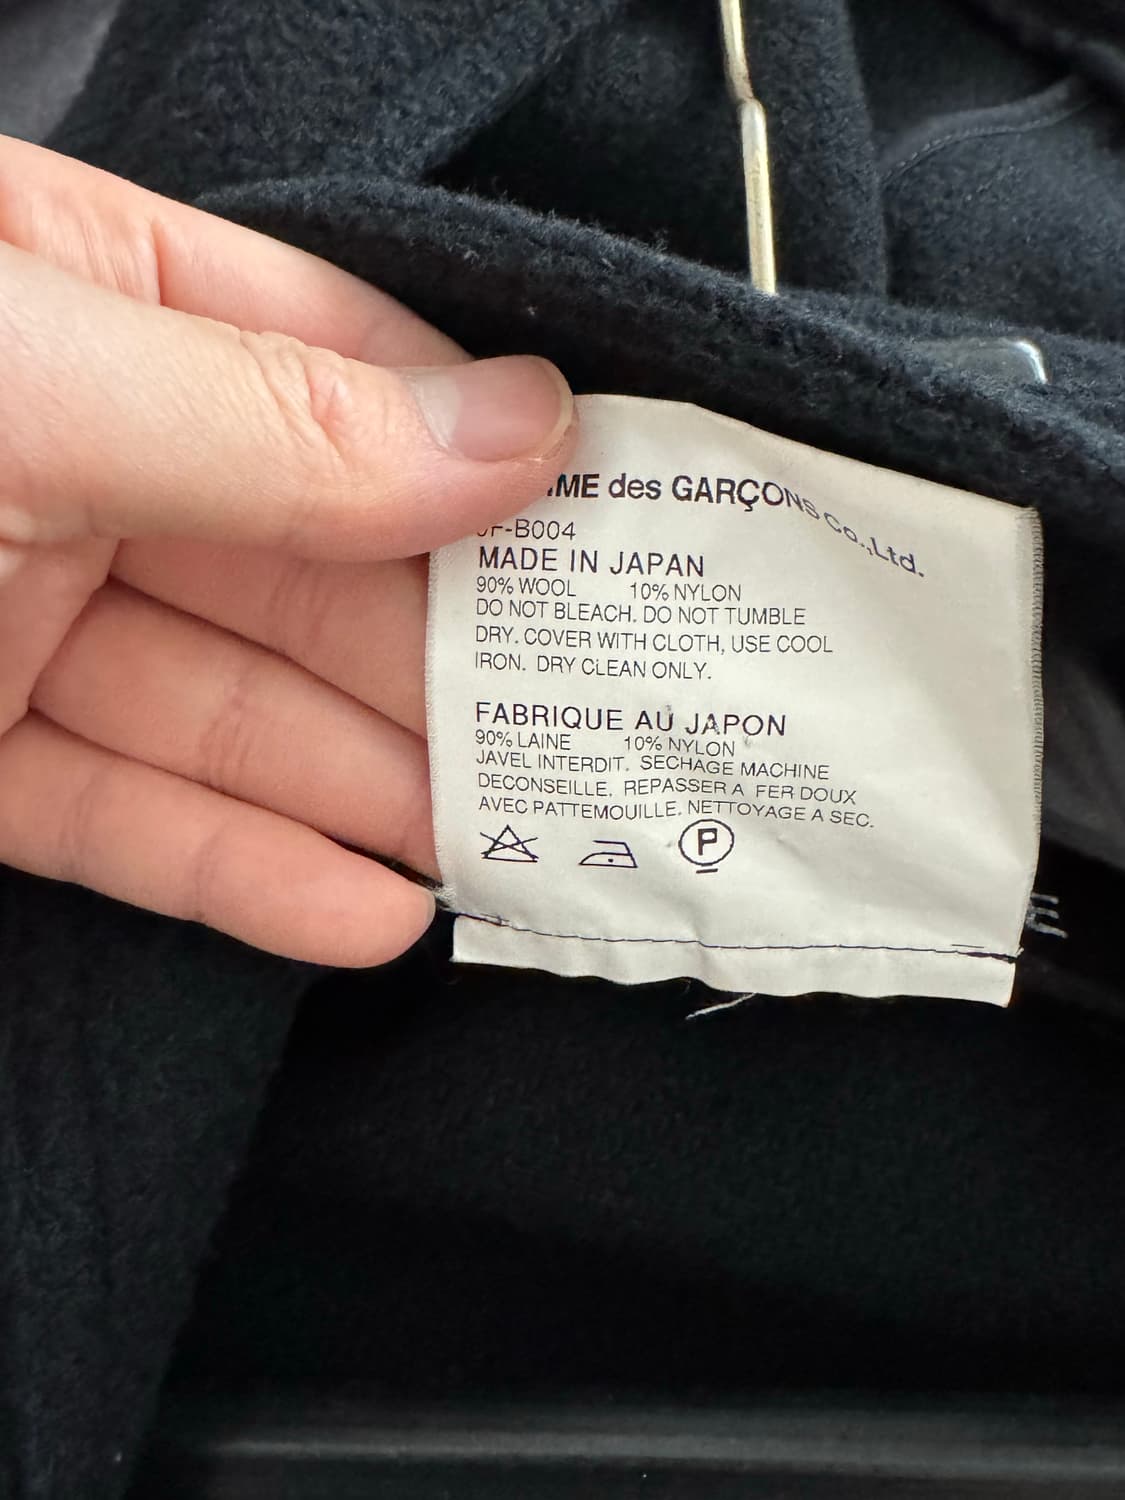 des GARÇONS Co.,Ltd.
MADE IN JAPAN
90% WOOL 10% NYLON
DO NOT BLEACH. DO NOT TUMBLE
DRY. COVER WITH CLOTH, USE COOL
IRON. DRY CLEAN ONLY.
FABRIQUE AU JAPON
90% LAINE 10% NYLON
JAVEL INTERDIT. SECHAGE MACHINE
DECONSEILLE. REPASSER A FER DOUX
AVEC PATTEMOUILLE. NETTOYAGE A SEC.
P